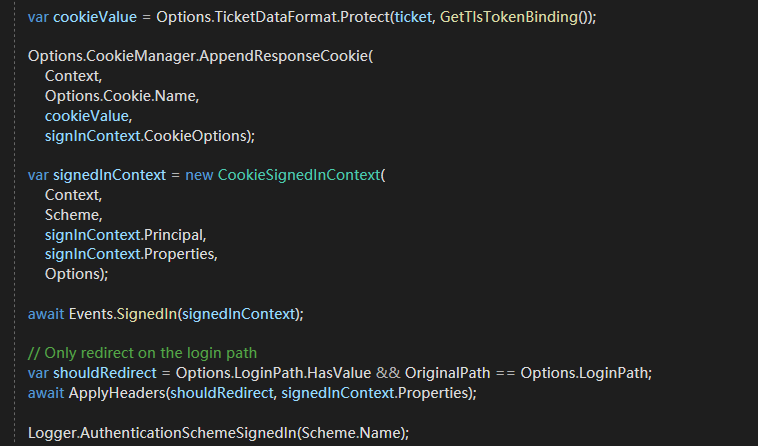 var cookieValue = Options.TicketDataFormat.Protect(ticket, GetTlsTokenBinding());
Options.CookieManager.AppendResponseCookie(
Context,
Options.Cookie.Name,
cookieValue,
signInContext.CookieOptions);
var signedInContext = new CookieSignedInContext(
Context,
Scheme,
signInContext.Principal,
signInContext.Properties,
Options);
await Events.SignedIn(signedInContext);
// Only redirect on the login path
var shouldRedirect = Options.LoginPath.HasValue && OriginalPath == Options.LoginPath;
await ApplyHeaders(shouldRedirect, signedInContext.Properties);
Logger.AuthenticationSchemeSignedIn(Scheme.Name);